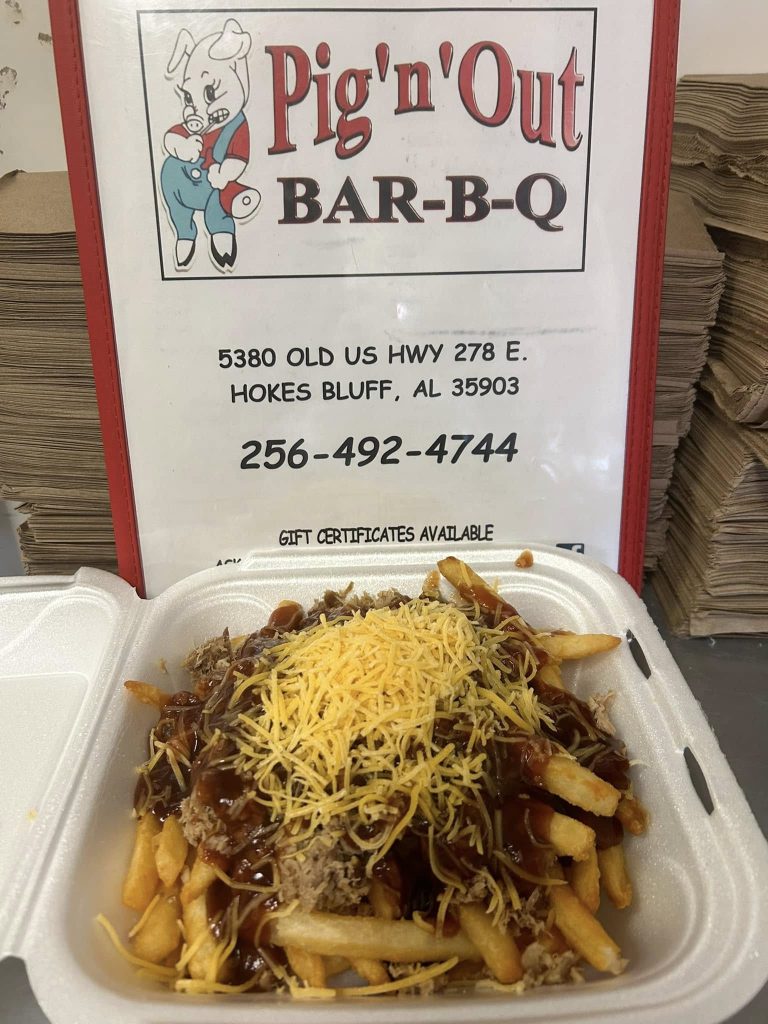 Pig'n'Out
BAR-B-Q
5380 OLD US HWY 278 E.
HOKES BLUFF, AL 35903
256-492-4744
GIFT CERTIFICATES AVAILABLE